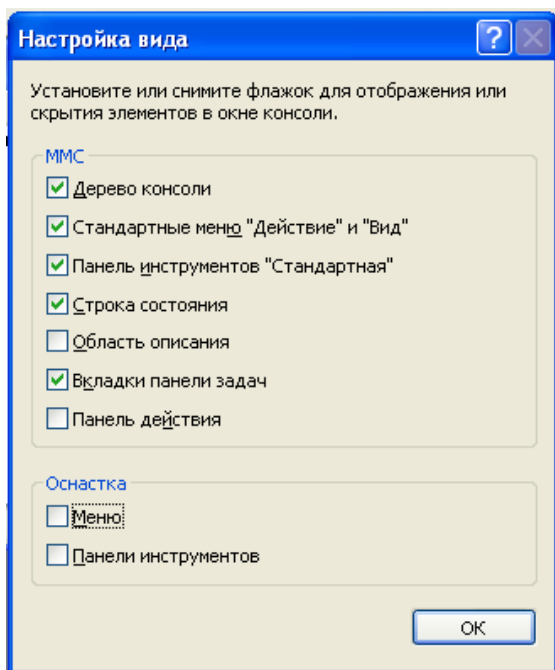 Настройка вида
?
Установите или снимите флажок для отображения или
скрытия элементов в окне консоли.
MMC
Дерево консоли
Стандартные меню "Действие" и "Вид"
Панель инструментов "Стандартная"
Строка состояния
Область описания
Вкладки панели задач
Панель действия
Оснастка
Меню
Панели инструментов
ОК